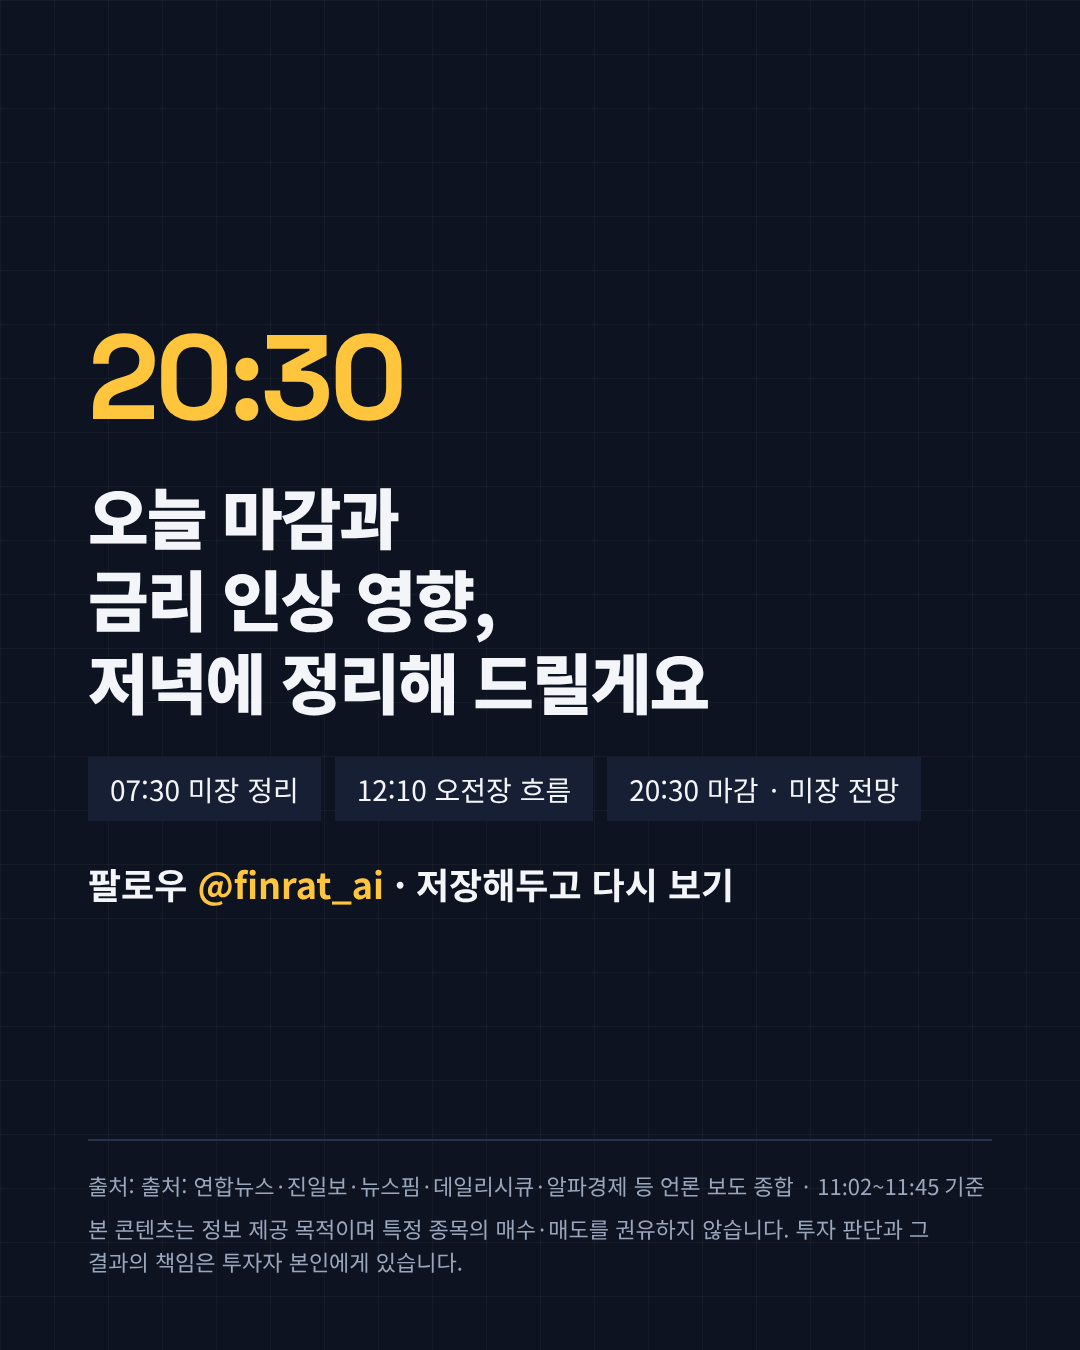 20:30
오늘 마감과
금리 인상 영향,
저녁에 정리해 드릴게요
07:30 미장 정리
12:10 오전장 흐름
20:30 마감 · 미장 전망
팔로우 @finrat_ai · 저장해두고 다시 보기
출처: 출처: 연합뉴스·진일보·뉴스핌·데일리시큐·알파경제 등 언론 보도 종합 · 11:02~11:45 기준
본 콘텐츠는 정보 제공 목적이며 특정 종목의 매수·매도를 권유하지 않습니다. 투자 판단과 그
결과의 책임은 투자자 본인에게 있습니다.